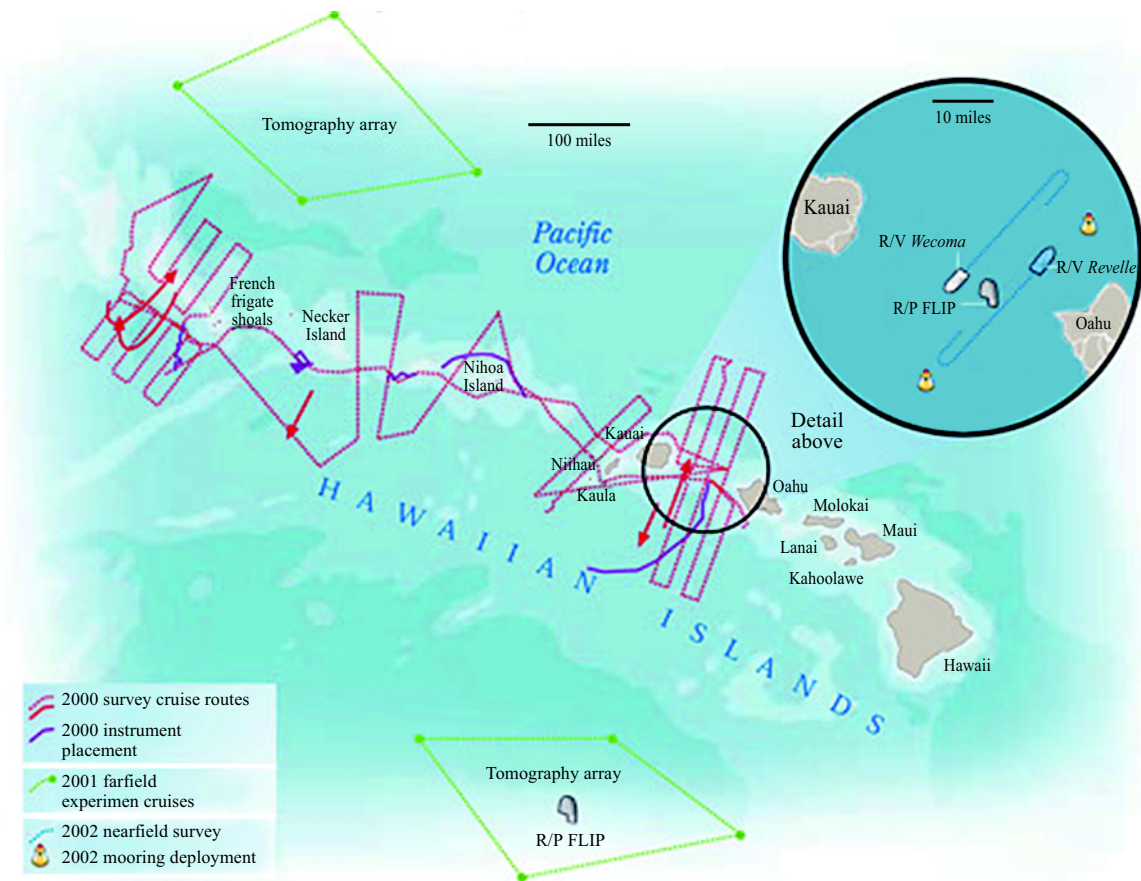 Tomography array
100 miles
10 miles
Kauai
R/V Wecoma
R/V Revelle
R/P FLIP
Oahu
Pacific
Ocean
French
frigate
shoals
Necker
Island
Nihoa
Island
Detail
above
Kauai
Niihau
Kaula
Oahu
Molokai
Maui
Lanai
Kahoolawe
Hawaii
HAWAIIAN ISLANDS
2000 survey cruise routes
2000 instrument
placement
2001 farfield
experimen cruises
2002 nearfield survey
2002 mooring deployment
Tomography array
R/P FLIP